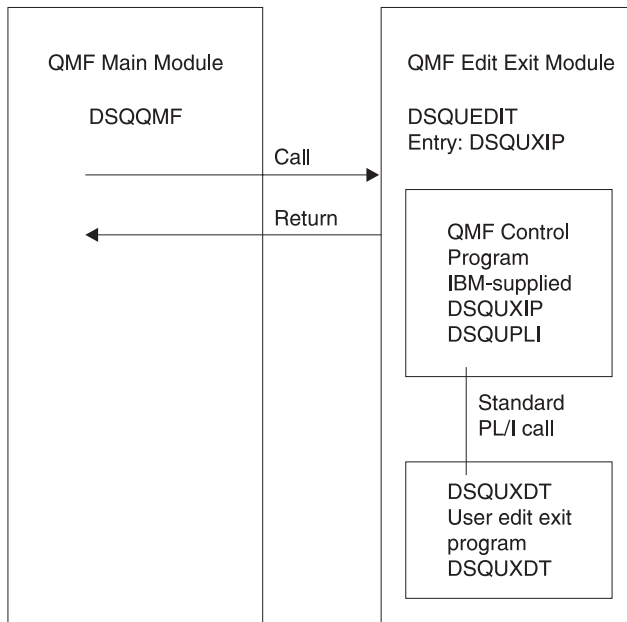 QMF Main Module
DSQQMF
Call
Return
QMF Edit Exit Module
DSQUEDIT
Entry: DSQUXIP
QMF Control
Program
IBM-supplied
DSQUXIP
DSQUPLI
Standard
PL/I call
DSQUXDT
User edit exit
program
DSQUXDT